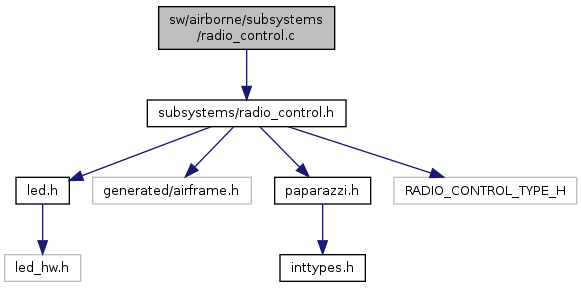 sw/airborne/subsystems
/radio_control.c
subsystems/radio_control.h
led.h
generated/airframe.h
paparazzi.h
RADIO_CONTROL_TYPE_H
led_hw.h
inttypes.h